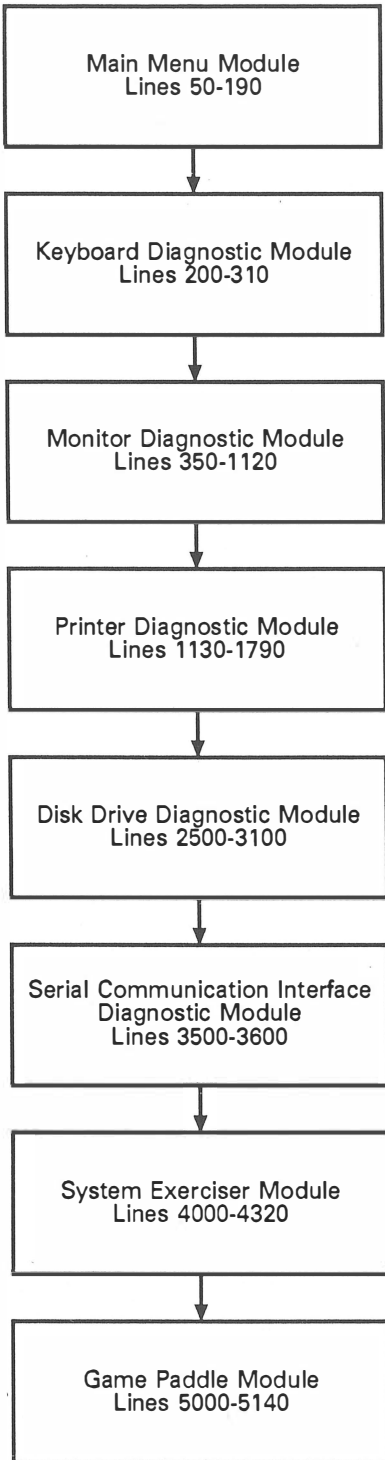 Main Menu Module
Lines 50-190
Keyboard Diagnostic Module
Lines 200-310
Monitor Diagnostic Module
Lines 350-1120
Printer Diagnostic Module
Lines 1130-1790
Disk Drive Diagnostic Module
Lines 2500-3100
Serial Communication Interface
Diagnostic Module
Lines 3500-3600
System Exerciser Module
Lines 4000-4320
Game Paddle Module
Lines 5000-5140